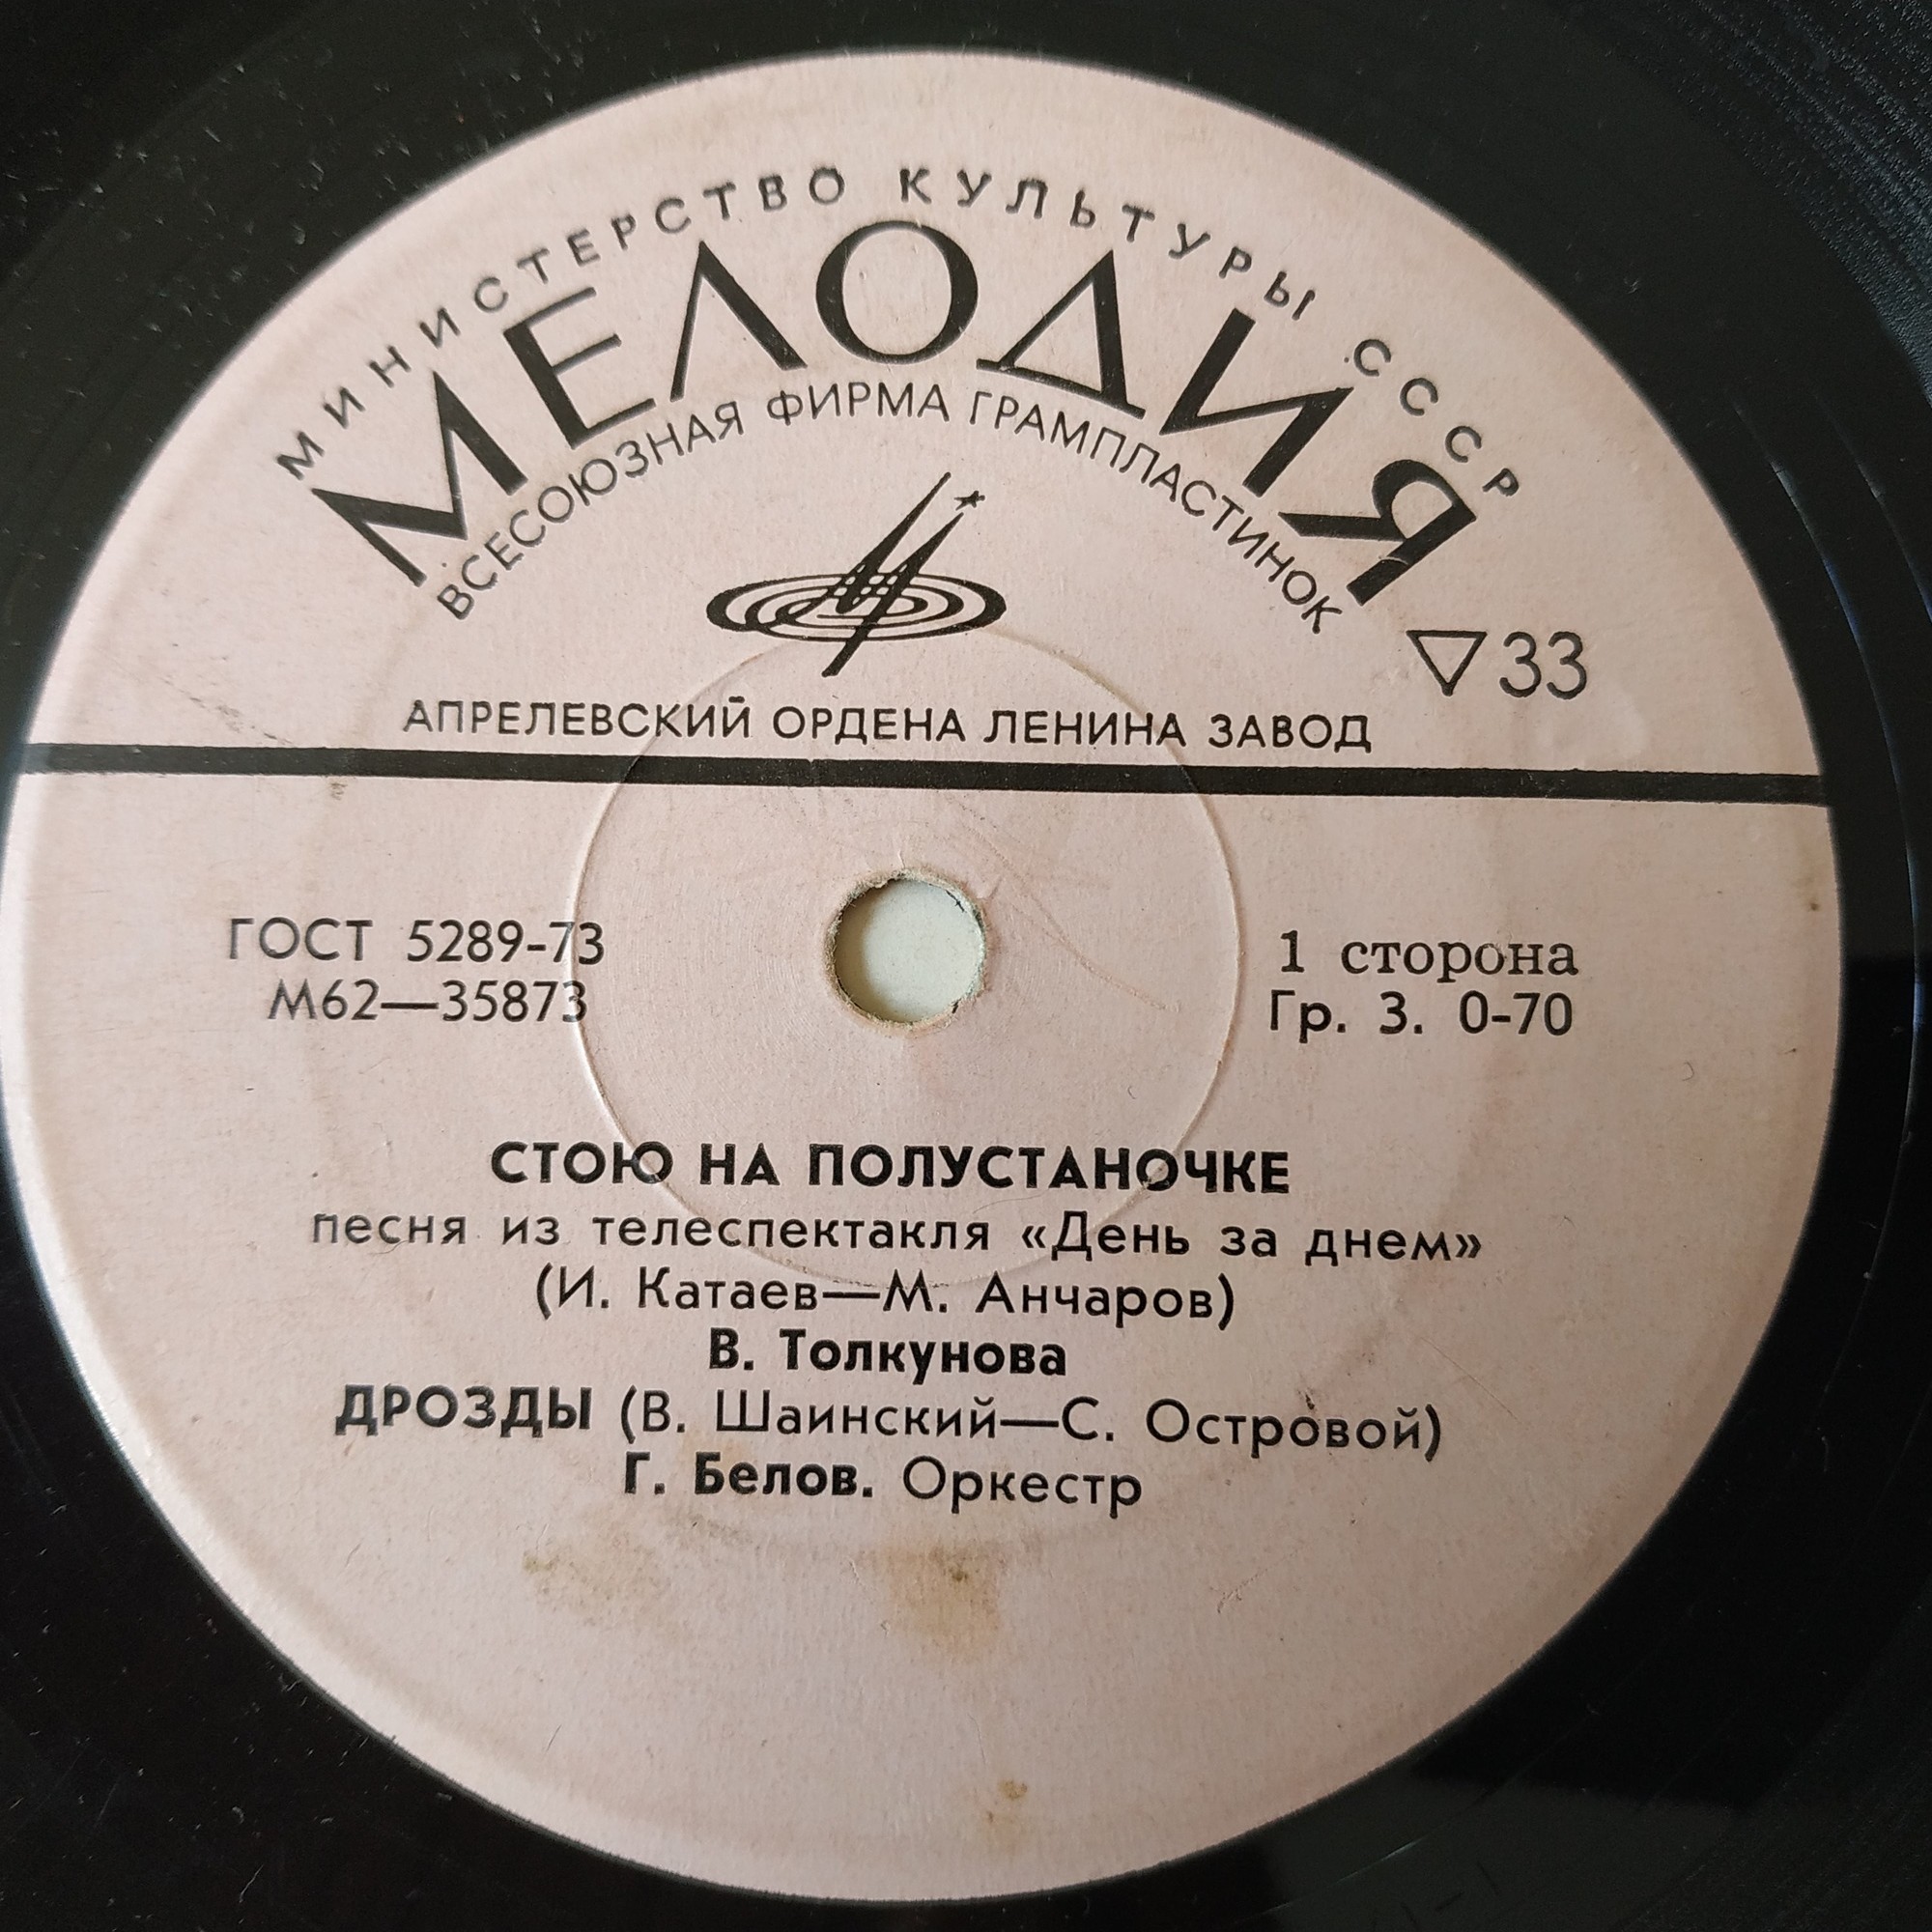 МИНИСТЕРСТВО КУЛЬТУРЫ СССР
МЕЛОДИЯ
ВСЕСОЮЗНАЯ ФИРМА ГРАМПЛАСТИНОК
▽33
АПРЕЛЕВСКИЙ ОРДЕНА ЛЕНИНА ЗАВОД
ГОСТ 5289-73
М62—35873
1 сторона
Гр. 3. 0-70
СТОЮ НА ПОЛУСТАНОЧКЕ
песня из телеспектакля «День за днем»
(И. Катаев—М. Анчаров)
В. Толкунова
ДРОЗДЫ (В. Шаинский—С. Островой)
Г. Белов. Оркестр